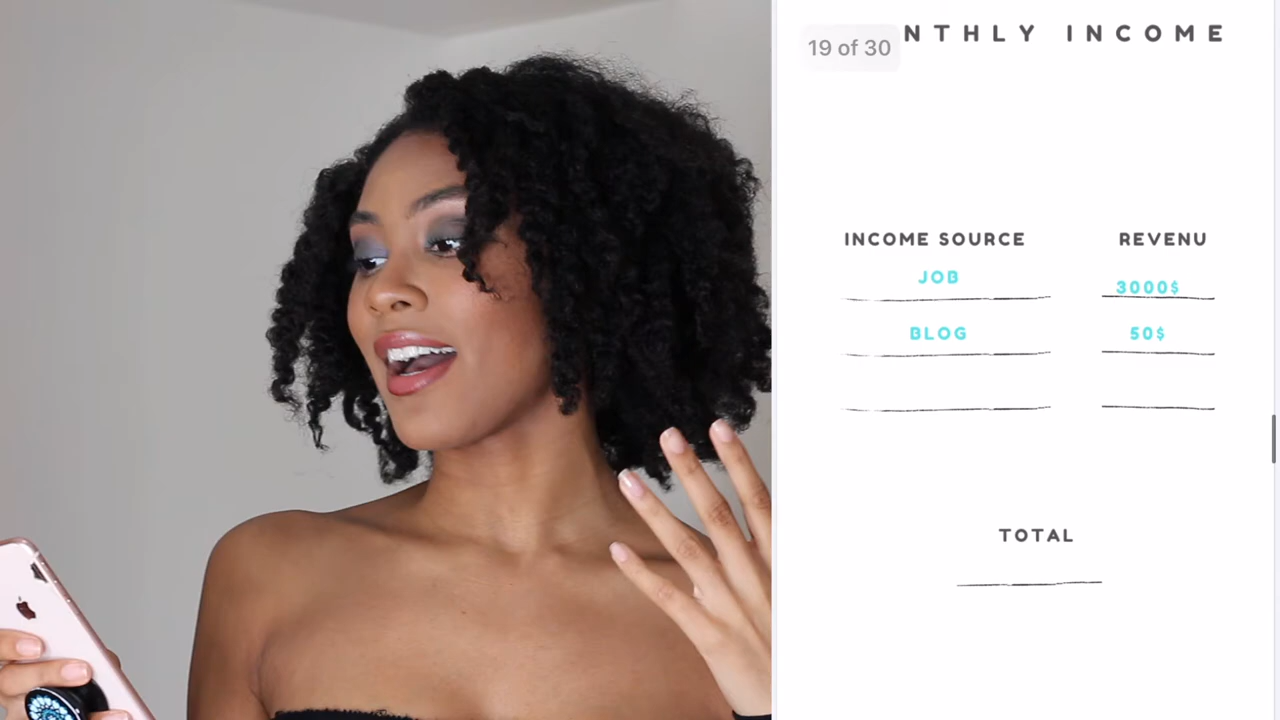 NTHLY INCOME
19 of 30
INCOME SOURCE REVENU
JOB 3000$
BLOG 50$
TOTAL